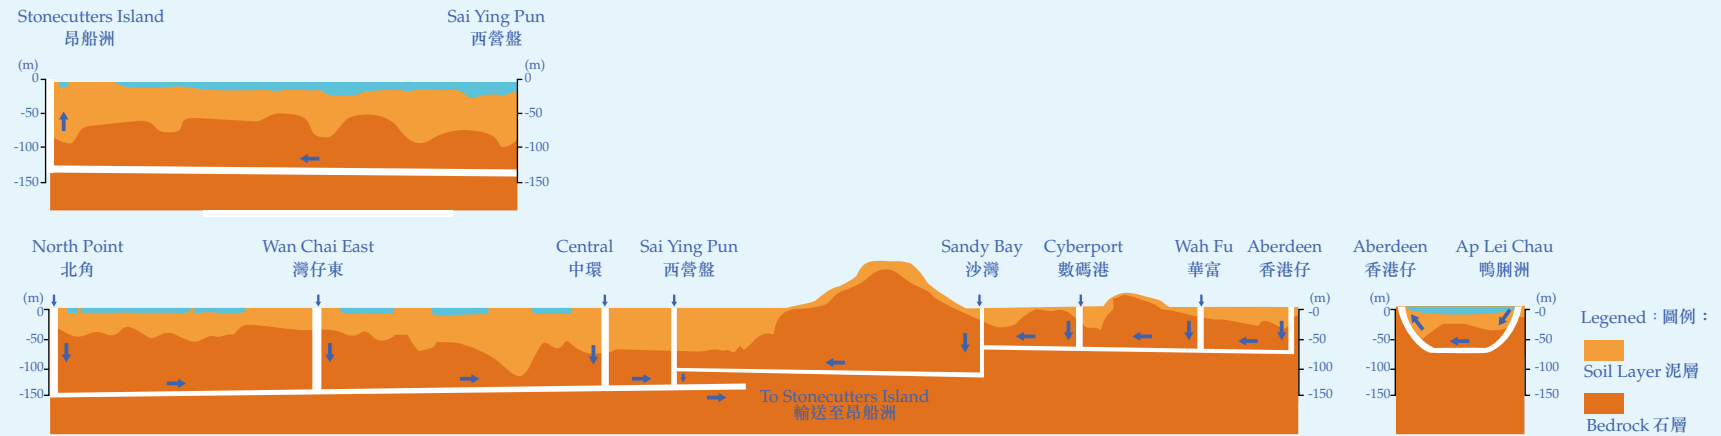 Stonecutters Island
昂船洲
Sai Ying Pun
西營盤
(m)
0
-50
-100
-150
(m)
-0
-50
-100
-150
North Point
北角
Wan Chai East
灣仔東
Central
中環
Sai Ying Pun
西營盤
Sandy Bay
沙灣
Cyberport
數碼港
Wah Fu
華富
Aberdeen
香港仔
Aberdeen
香港仔
Ap Lei Chau
鴨脷洲
(m)
0
-50
-100
-150
(m)
-0
-50
-100
-150
(m)
0
-50
-100
-150
(m)
-0
-50
-100
-150
To Stonecutters Island
輸送至昂船洲
Legened：圖例：
Soil Layer 泥層
Bedrock 石層